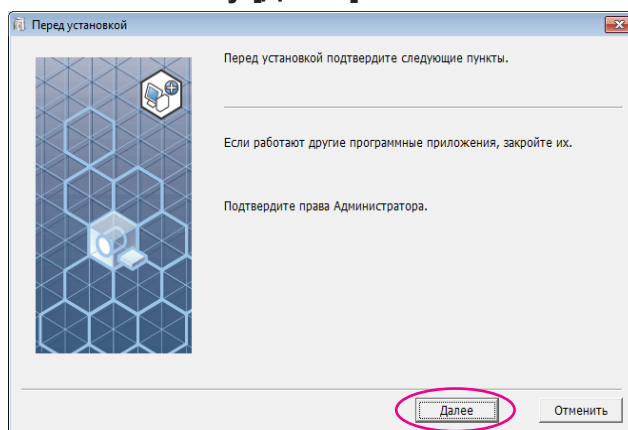 Перед установкой
Перед установкой подтвердите следующие пункты.
Если работают другие программные приложения, закройте их.
Подтвердите права Администратора.
Далее
Отменить